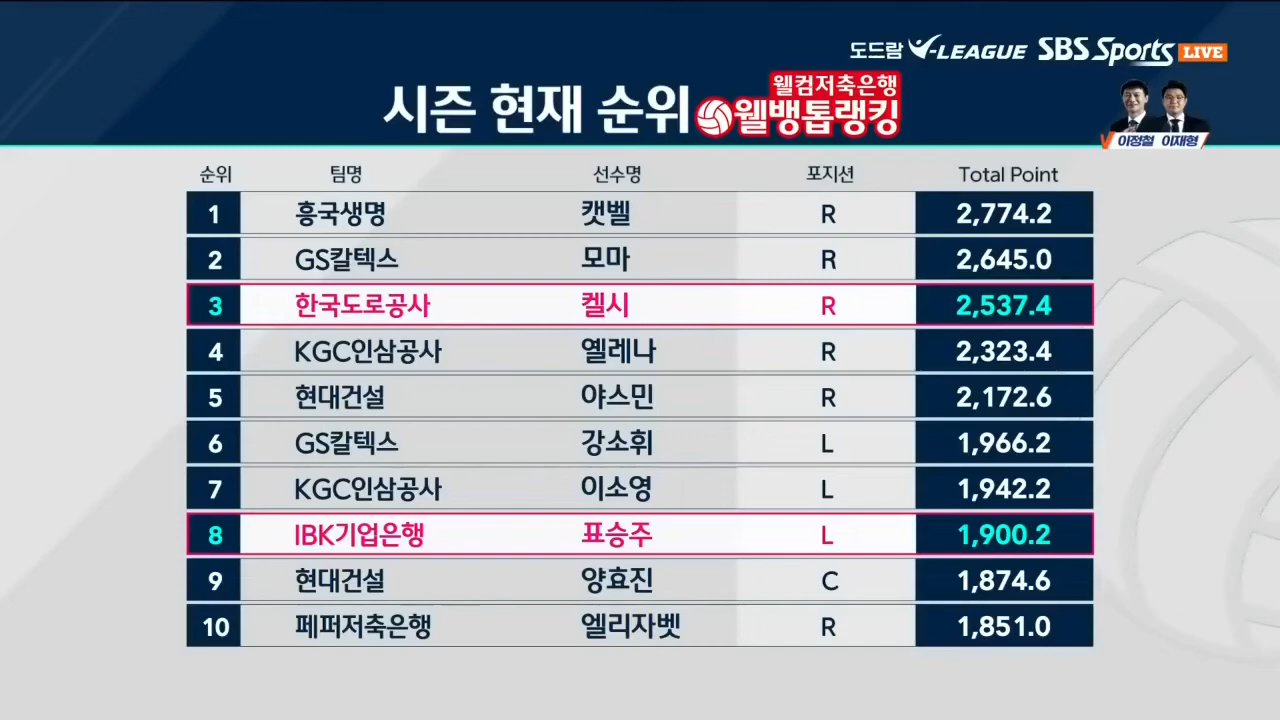 도드람 V-LEAGUE SBS Sports LIVE
시즌 현재 순위 웰컴저축은행 웰뱅톱랭킹
이정철 이재형
순위 팀명 선수명 포지션 Total Point
1 흥국생명 캣벨 R 2,774.2
2 GS칼텍스 모마 R 2,645.0
3 한국도로공사 켈시 R 2,537.4
4 KGC인삼공사 옐레나 R 2,323.4
5 현대건설 야스민 R 2,172.6
6 GS칼텍스 강소휘 L 1,966.2
7 KGC인삼공사 이소영 L 1,942.2
8 IBK기업은행 표승주 L 1,900.2
9 현대건설 양효진 C 1,874.6
10 페퍼저축은행 엘리자벳 R 1,851.0